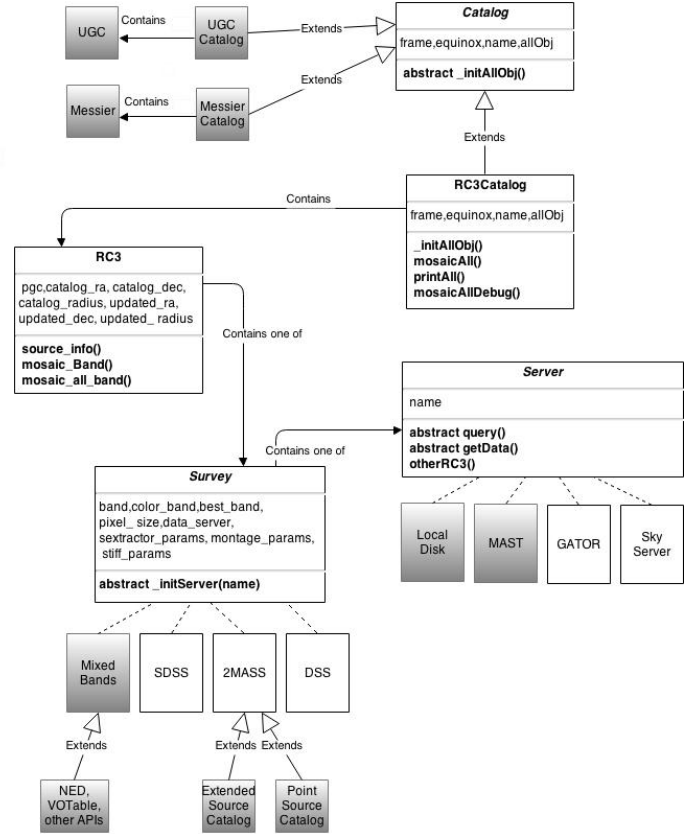 UGC
Contains
UGC
Catalog
Extends
Catalog
frame,equinox,name,allObj
abstract _initAllObj()
Messier
Contains
Messier
Catalog
Extends
Extends
RC3Catalog
frame,equinox,name,allObj
_initAllObj()
mosaicAll()
printAll()
mosaicAllDebug()
Contains
RC3
pgc,catalog_ra, catalog_dec,
catalog_radius, updated_ra,
updated_dec, updated_ radius
source_info()
mosaic_Band()
mosaic_all_band()
Contains one of
Server
name
abstract query()
abstract getData()
otherRC3()
Contains one of
Survey
band,color_band,best_band,
pixel_ size,data_server,
sextractor_params, montage_params,
stiff_params
abstract _initServer(name)
Local
Disk
MAST
GATOR
Sky
Server
Mixed
Bands
SDSS
2MASS
DSS
Extends
Extends
Extends
NED,
VOTable,
other APIs
Extended
Source
Catalog
Point
Source
Catalog